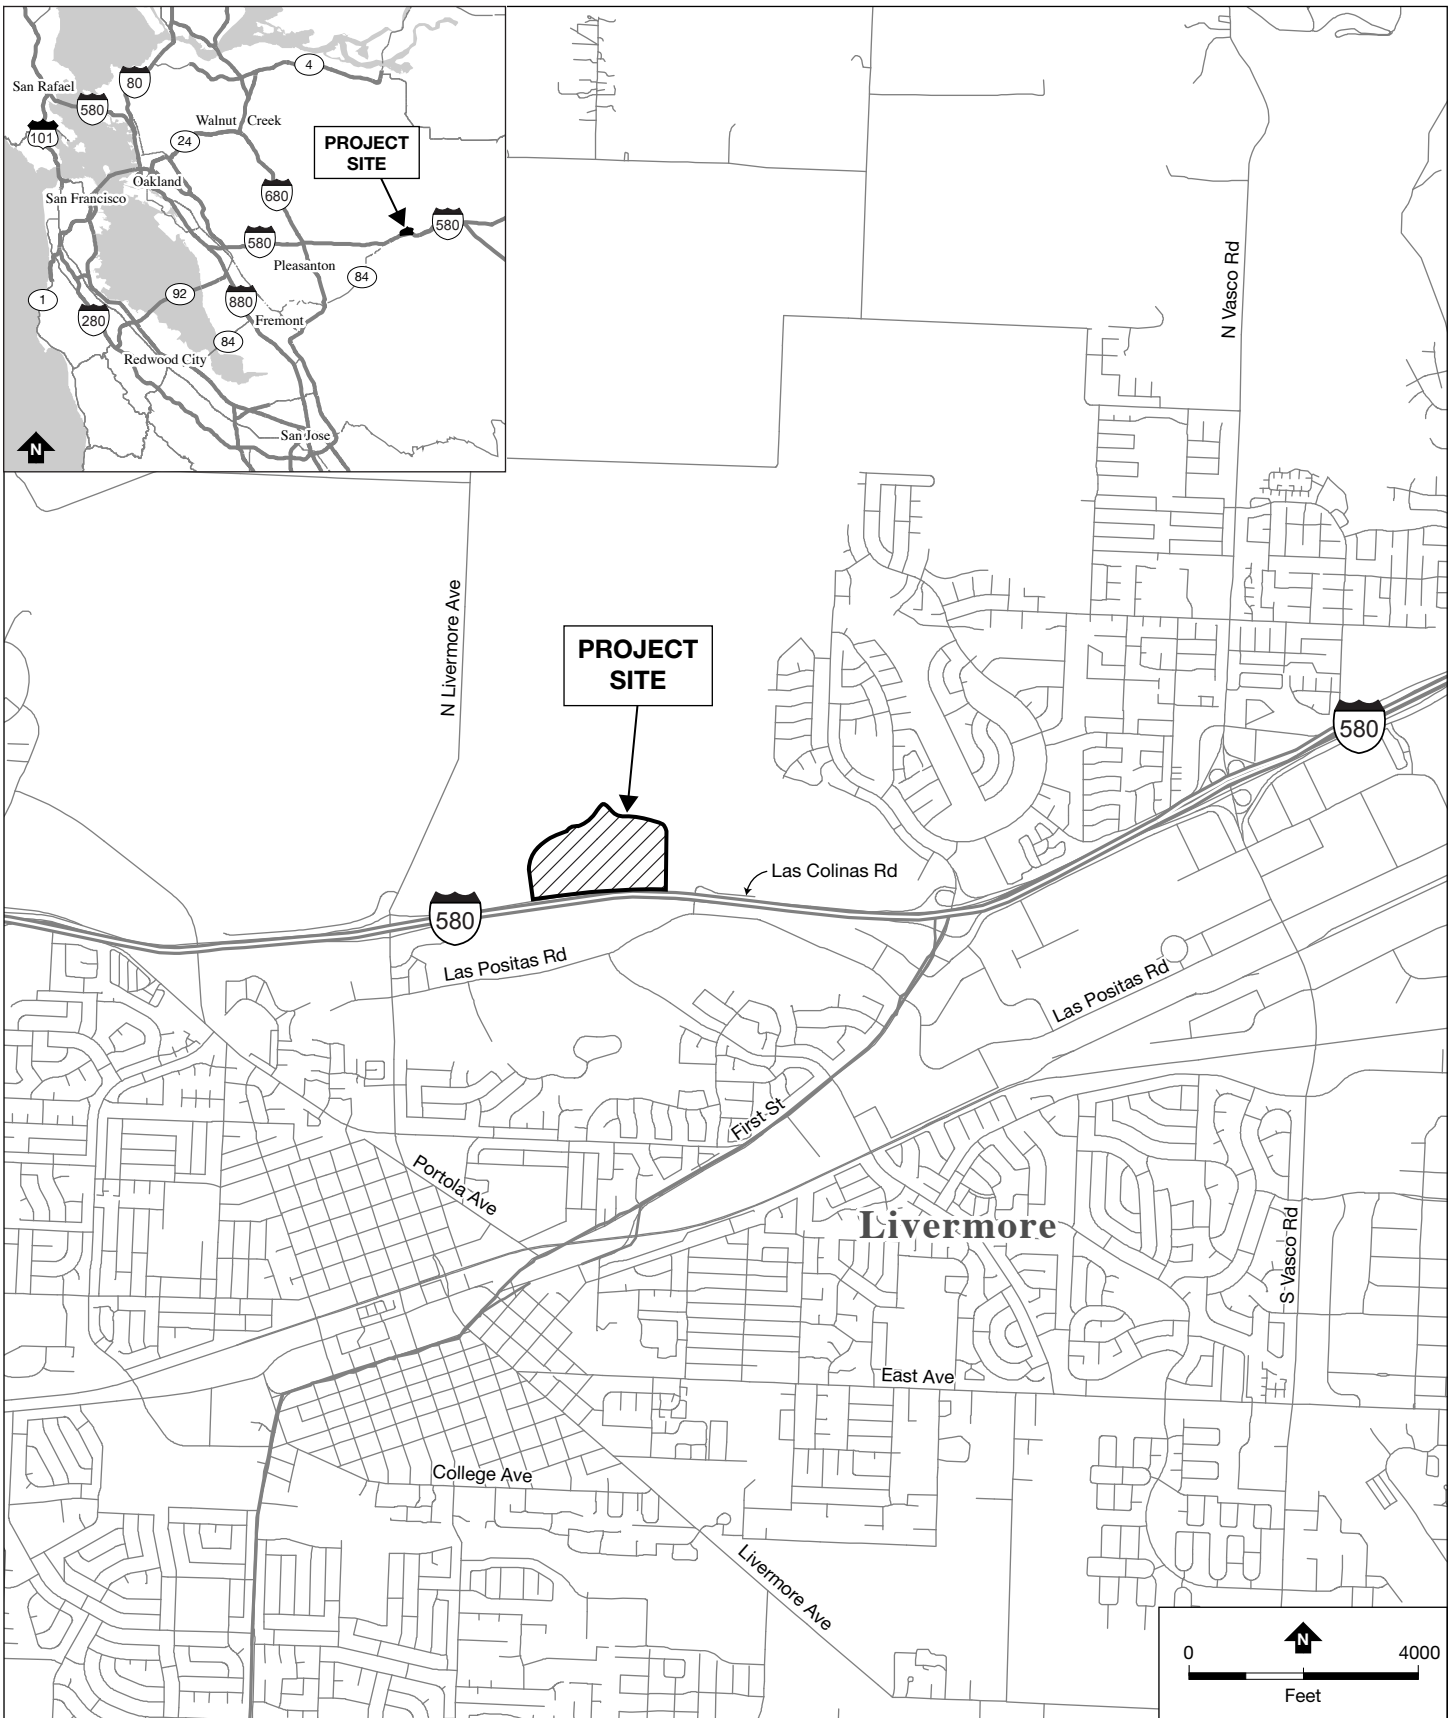 San Rafael
80
4
580
101
Walnut Creek
24
PROJECT
SITE
Oakland
San Francisco
680
580
580
Pleasanton
84
1
92
880
280
Fremont
84
Redwood City
San Jose
N
N Vasco Rd
N Livermore Ave
PROJECT
SITE
580
Las Colinas Rd
580
Las Positas Rd
Las Positas Rd
First St
Portola Ave
Livermore
S Vasco Rd
East Ave
College Ave
Livermore Ave
N
0
4000
Feet